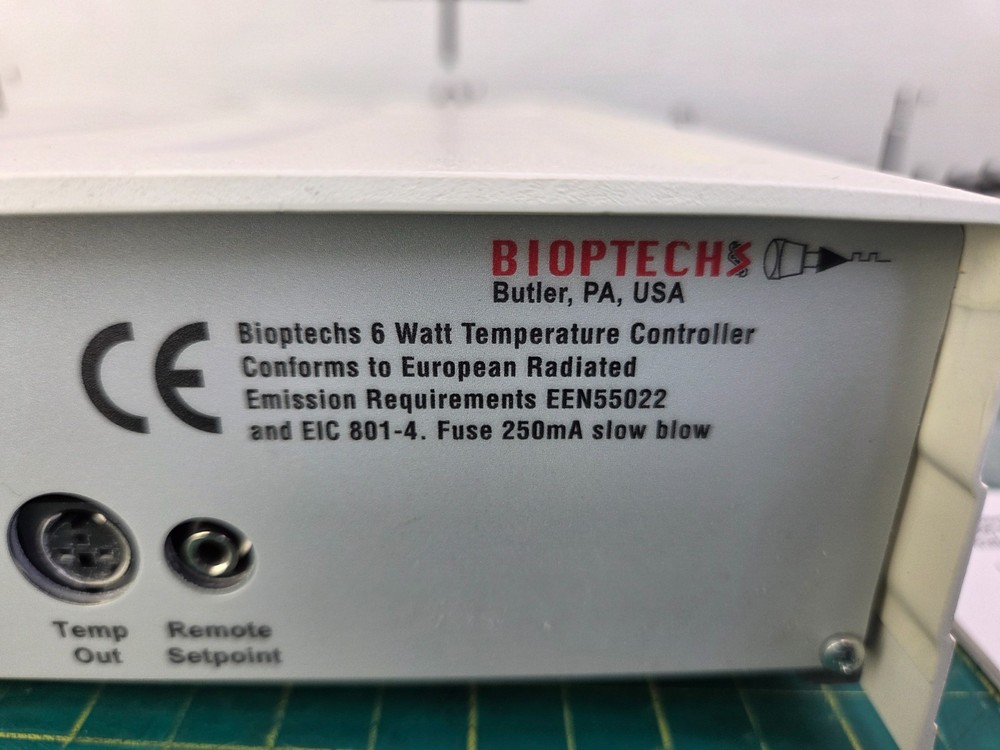 BIOPTECHS
Butler, PA, USA
CE
Bioptechs 6 Watt Temperature Controller
Conforms to European Radiated
Emission Requirements EEN55022
and EIC 801-4. Fuse 250mA slow blow
Temp
Out
Remote
Setpoint